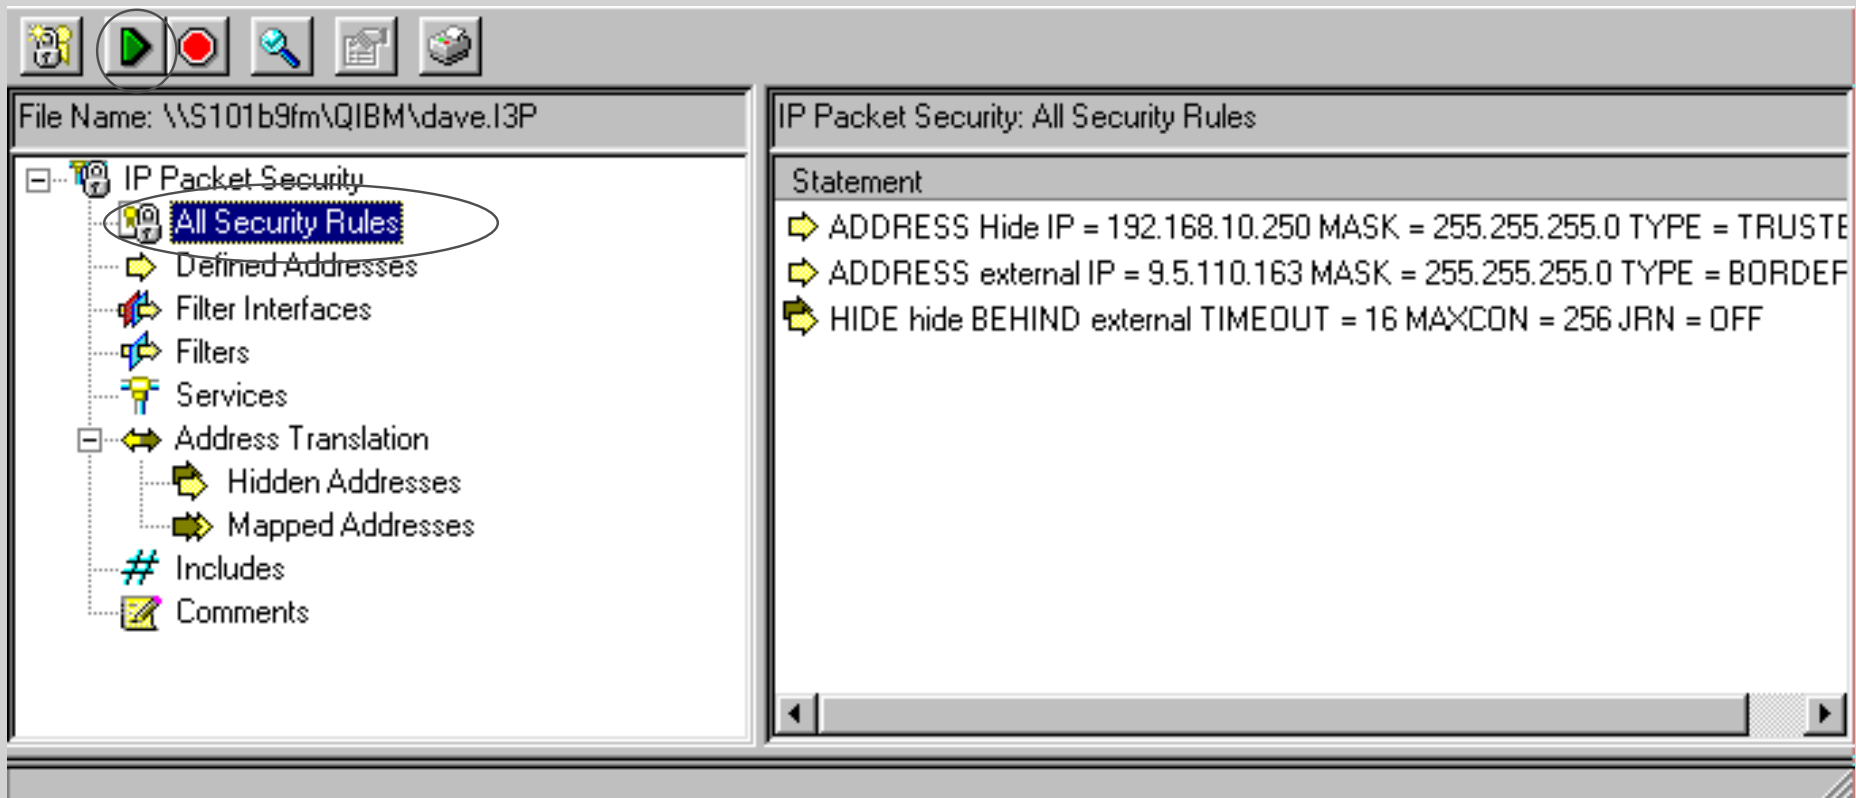 File Name: \\S101b9fm\QIBM\dave.I3P
IP Packet Security
All Security Rules
Defined Addresses
Filter Interfaces
Filters
Services
Address Translation
Hidden Addresses
Mapped Addresses
Includes
Comments
IP Packet Security: All Security Rules
Statement
ADDRESS Hide IP = 192.168.10.250 MASK = 255.255.255.0 TYPE = TRUSTE
ADDRESS external IP = 9.5.110.163 MASK = 255.255.255.0 TYPE = BORDER
HIDE hide BEHIND external TIMEOUT = 16 MAXCON = 256 JRN = OFF